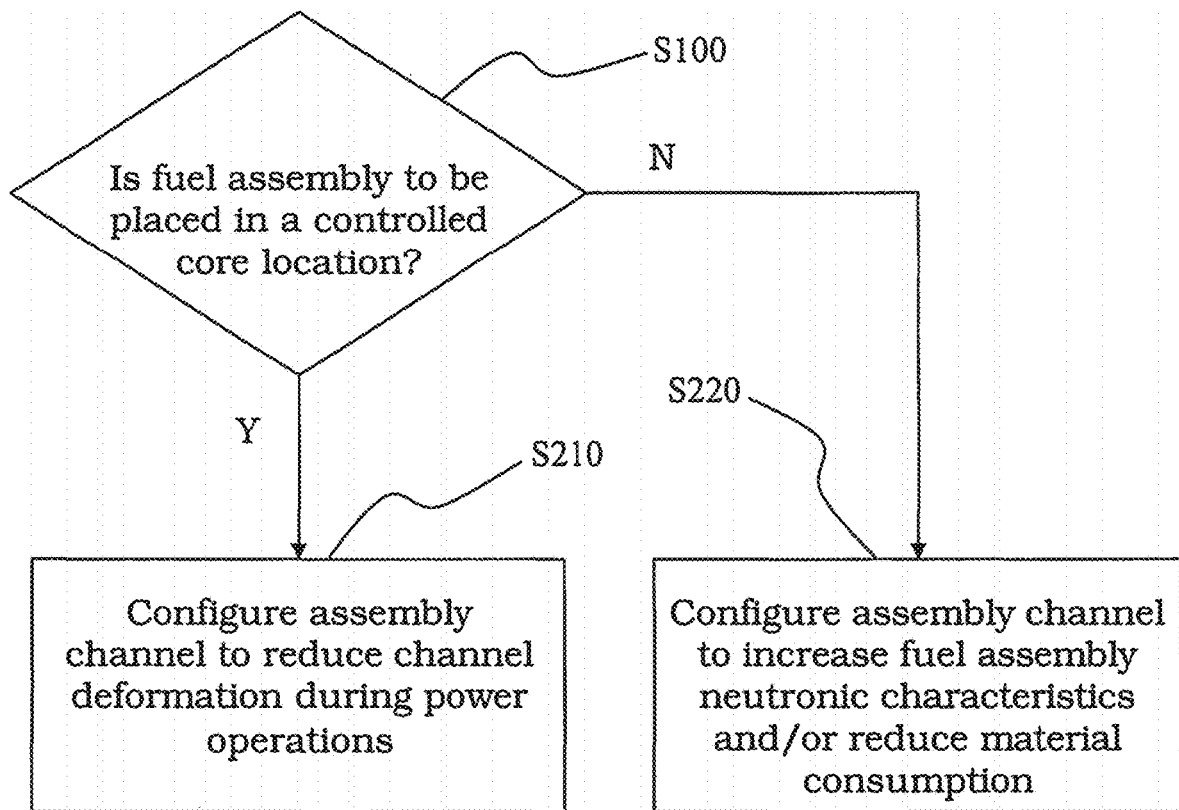 S100
Is fuel assembly to be
placed in a controlled
core location?
N
Y
S210
S220
Configure assembly
channel to reduce channel
deformation during power
operations
Configure assembly channel
to increase fuel assembly
neutronic characteristics
and/or reduce material
consumption